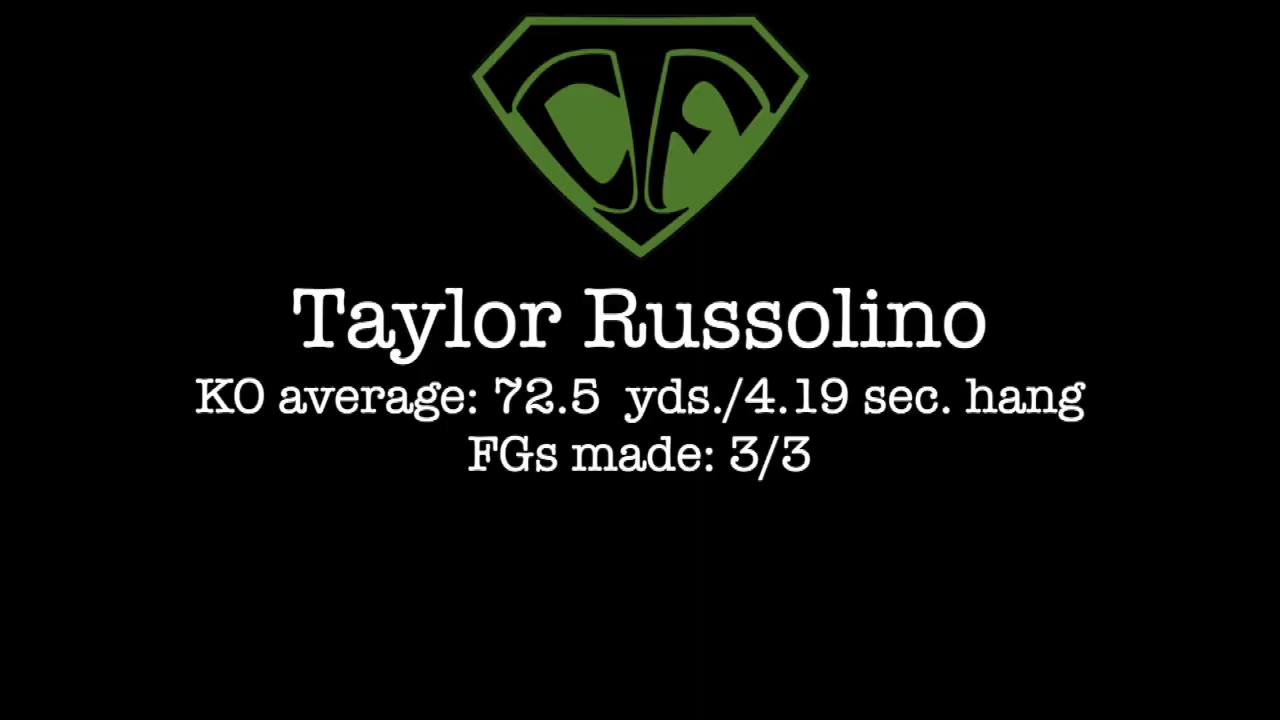 Taylor Russolino
KO average: 72.5 yds./4.19 sec. hang
FGs made: 3/3